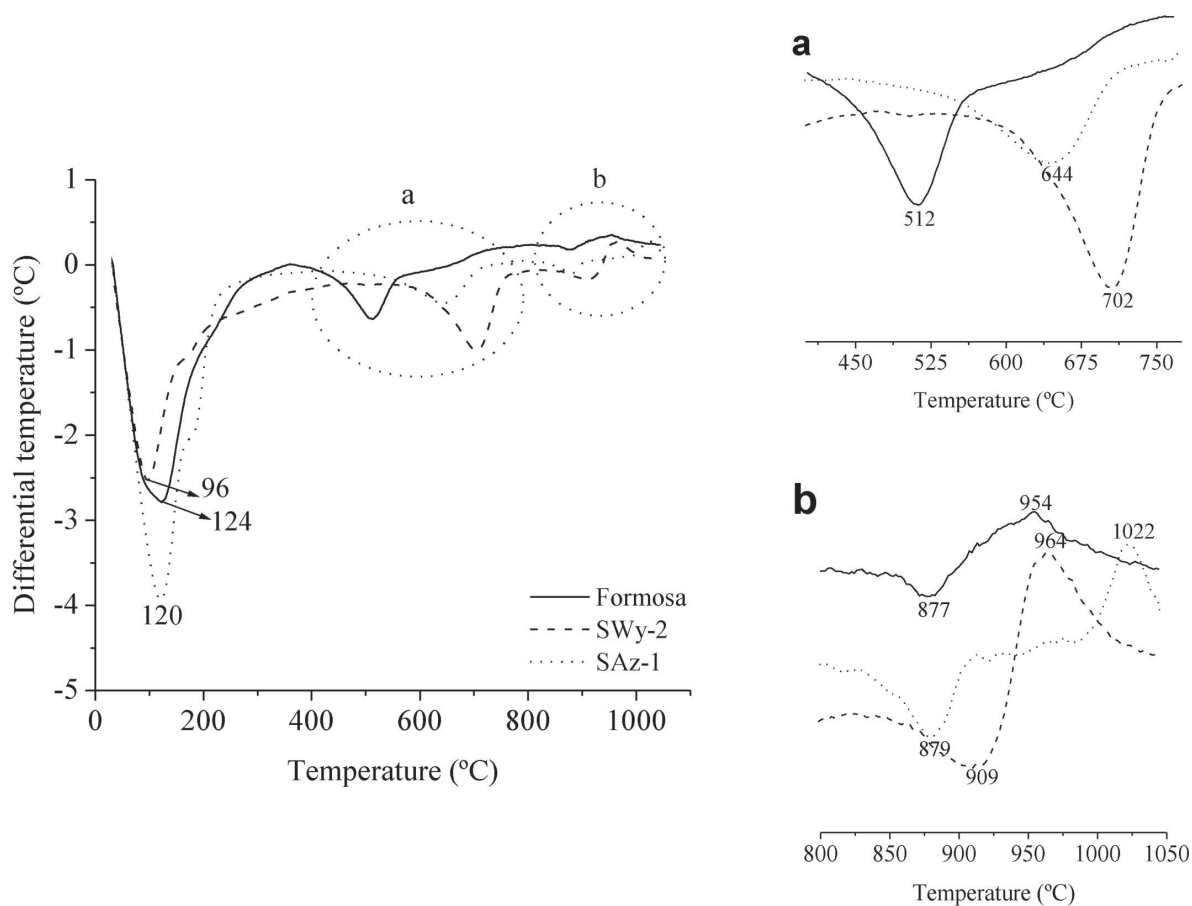 a
b
1
0
-1
-2
-3
-4
-5
Differential temperature (ºC)
96
124
120
Formosa
SWy-2
SAz-1
0 200 400 600 800 1000
Temperature (ºC)
a
512
644
702
450 525 600 675 750
Temperature (ºC)
b
954
964
1022
877
879
909
800 850 900 950 1000 1050
Temperature (ºC)